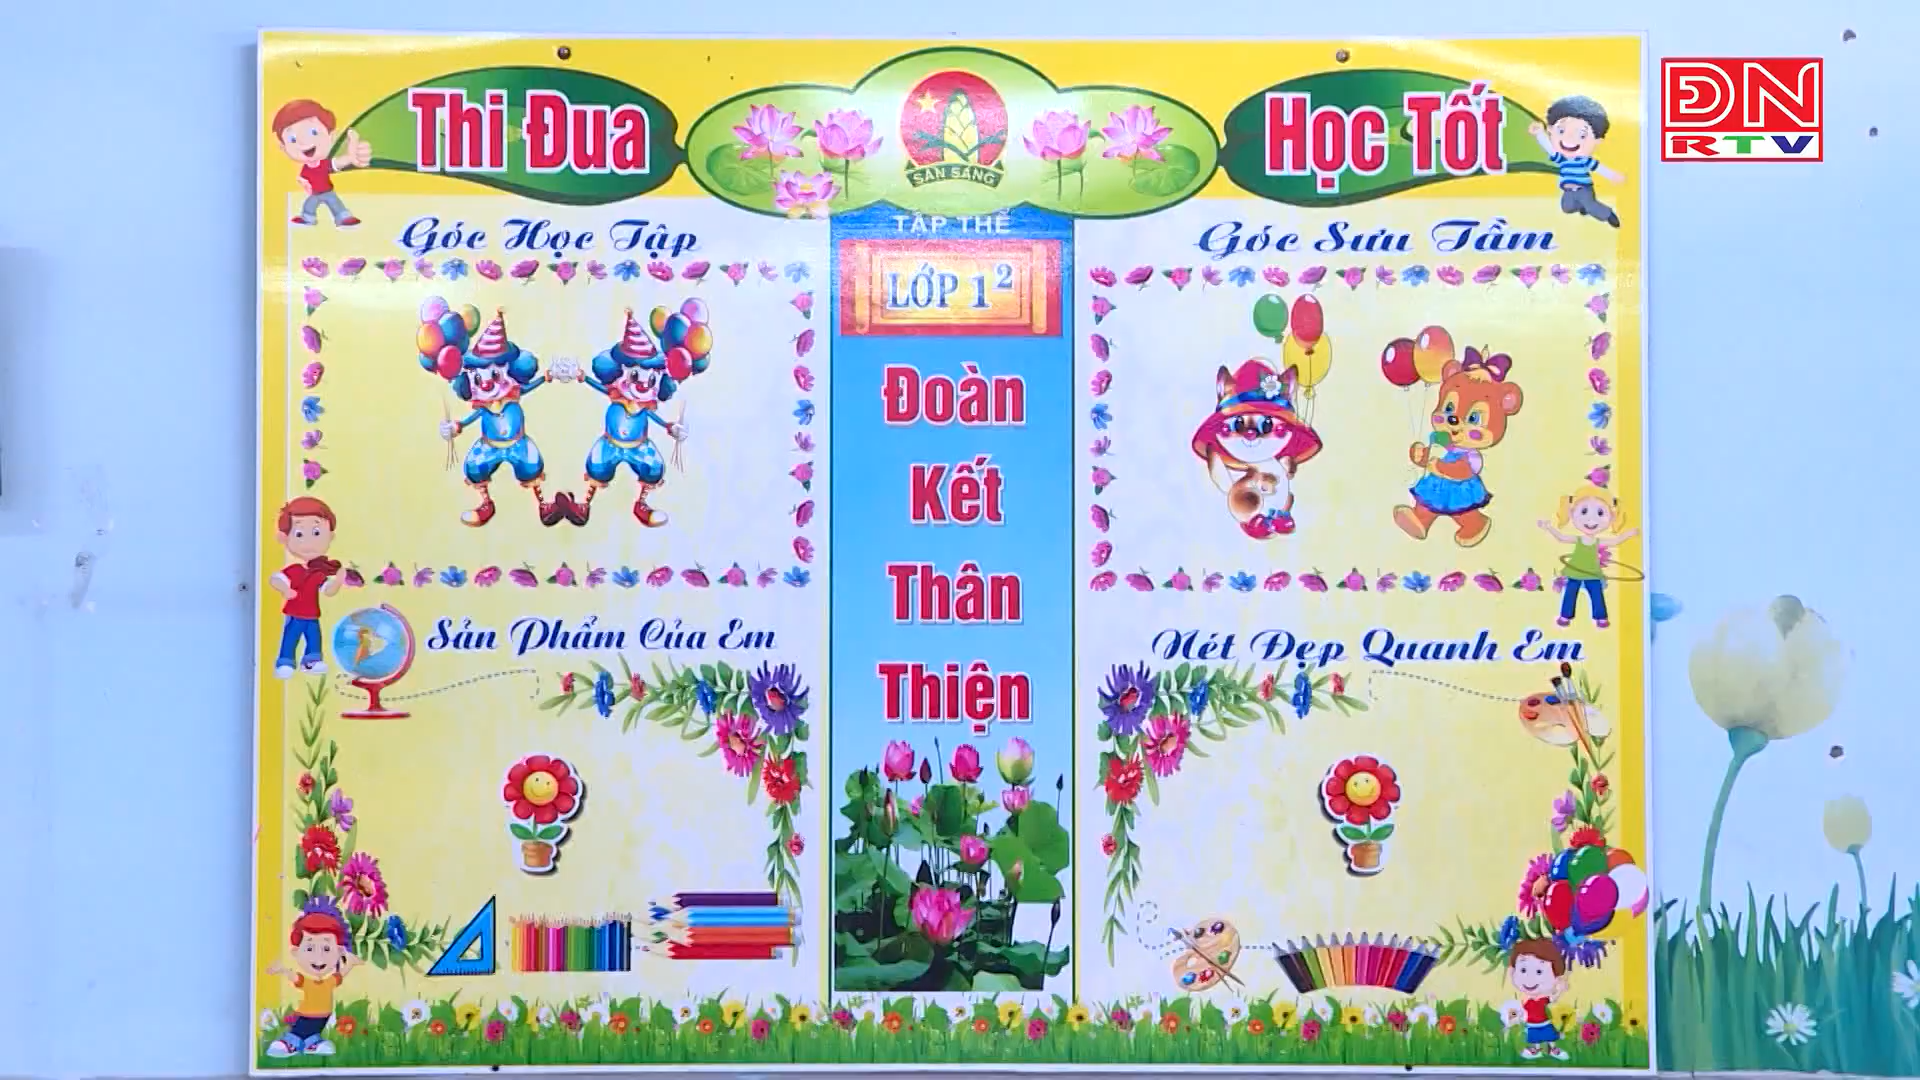 Thi Đua
Học Tốt
SẴN SÀNG
TẬP THỂ
LỚP 1²
Góc Học Tập
Góc Sưu Tầm
Đoàn
Kết
Thân
Thiện
Sản Phẩm Của Em
Nét Đẹp Quanh Em
ĐN
RTV